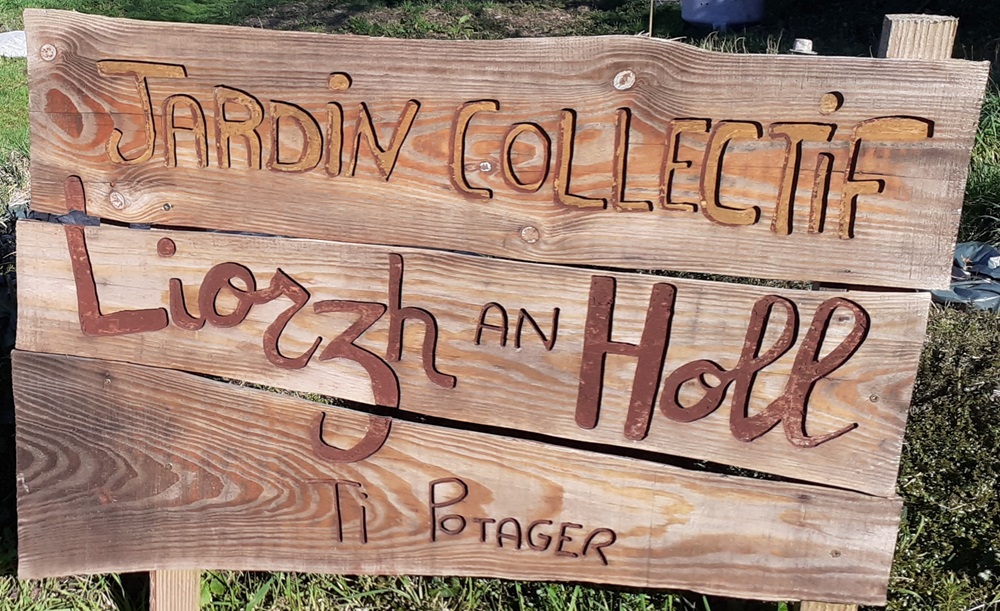 Jardin Collectif
Liorzh an Holl
Ti Potager